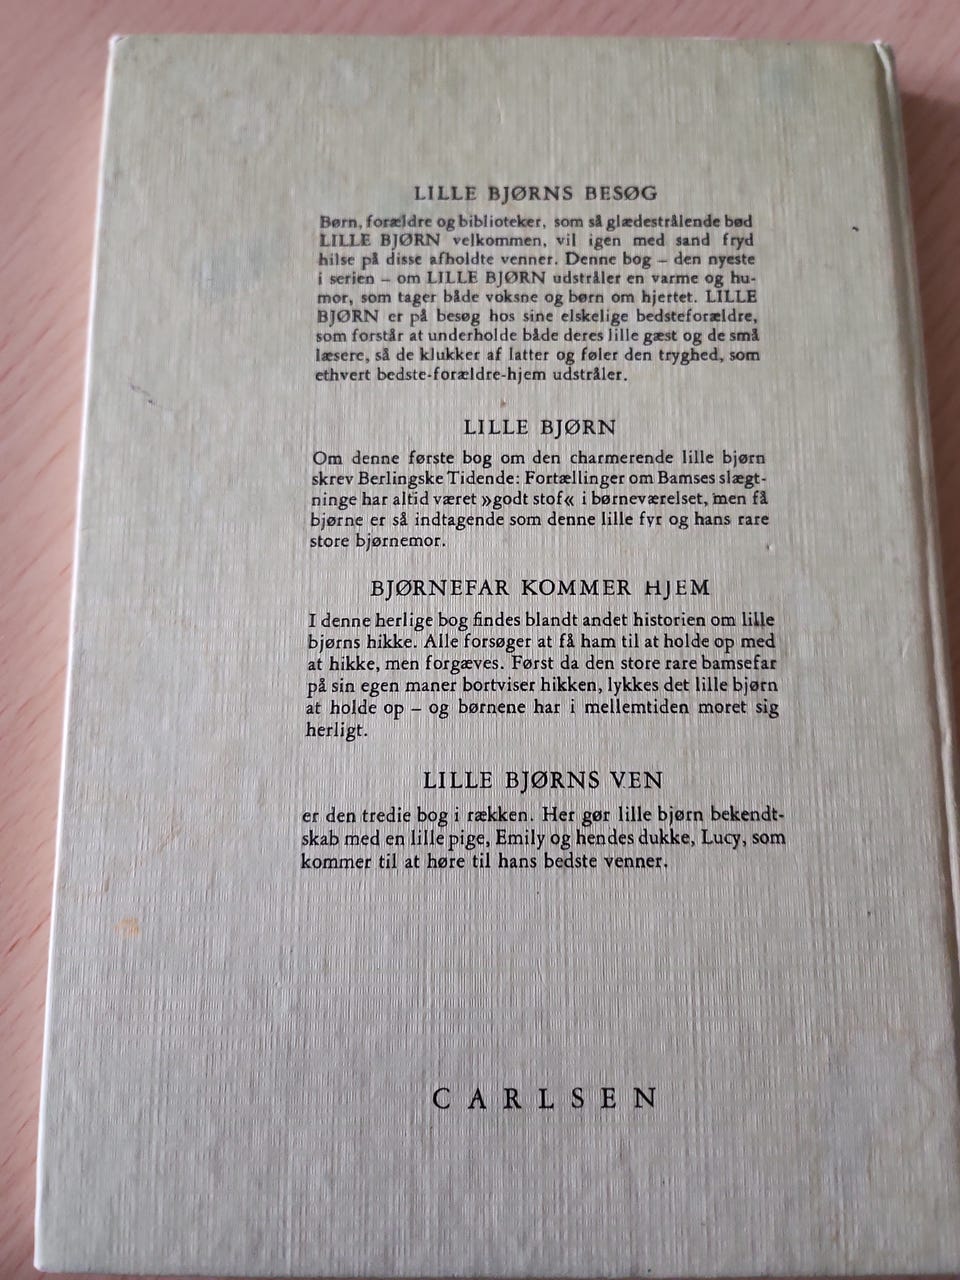 LILLE BJØRNS BESØG
Børn, forældre og biblioteker, som så glædestrålende bød
LILLE BJØRN velkommen, vil igen med sand fryd
hilse på disse afholdte venner. Denne bog – den nyeste
i serien – om LILLE BJØRN udstråler en varme og hu-
mor, som tager både voksne og børn om hjertet. LILLE
BJØRN er på besøg hos sine elskelige bedsteforældre,
som forstår at underholde både deres lille gæst og de små
læsere, så de klukker af latter og føler den tryghed, som
ethvert bedste-forældre-hjem udstråler.
LILLE BJØRN
Om denne første bog om den charmerende lille bjørn
skrev Berlingske Tidende: Fortællinger om Bamses slægt-
ninge har altid været »godt stof« i børneværelset, men få
bjørne er så indtagende som denne lille fyr og hans rare
store bjørnemor.
BJØRNEFAR KOMMER HJEM
I denne herlige bog findes blandt andet historien om lille
bjørns hikke. Alle forsøger at få ham til at holde op med
at hikke, men forgæves. Først da den store rare bamsefar
på sin egen maner bortviser hikken, lykkes det lille bjørn
at holde op – og børnene har i mellemtiden moret sig
herligt.
LILLE BJØRNS VEN
er den tredie bog i rækken. Her gør lille bjørn bekendt-
skab med en lille pige, Emily og hendes dukke, Lucy, som
kommer til at høre til hans bedste venner.
CARLSEN